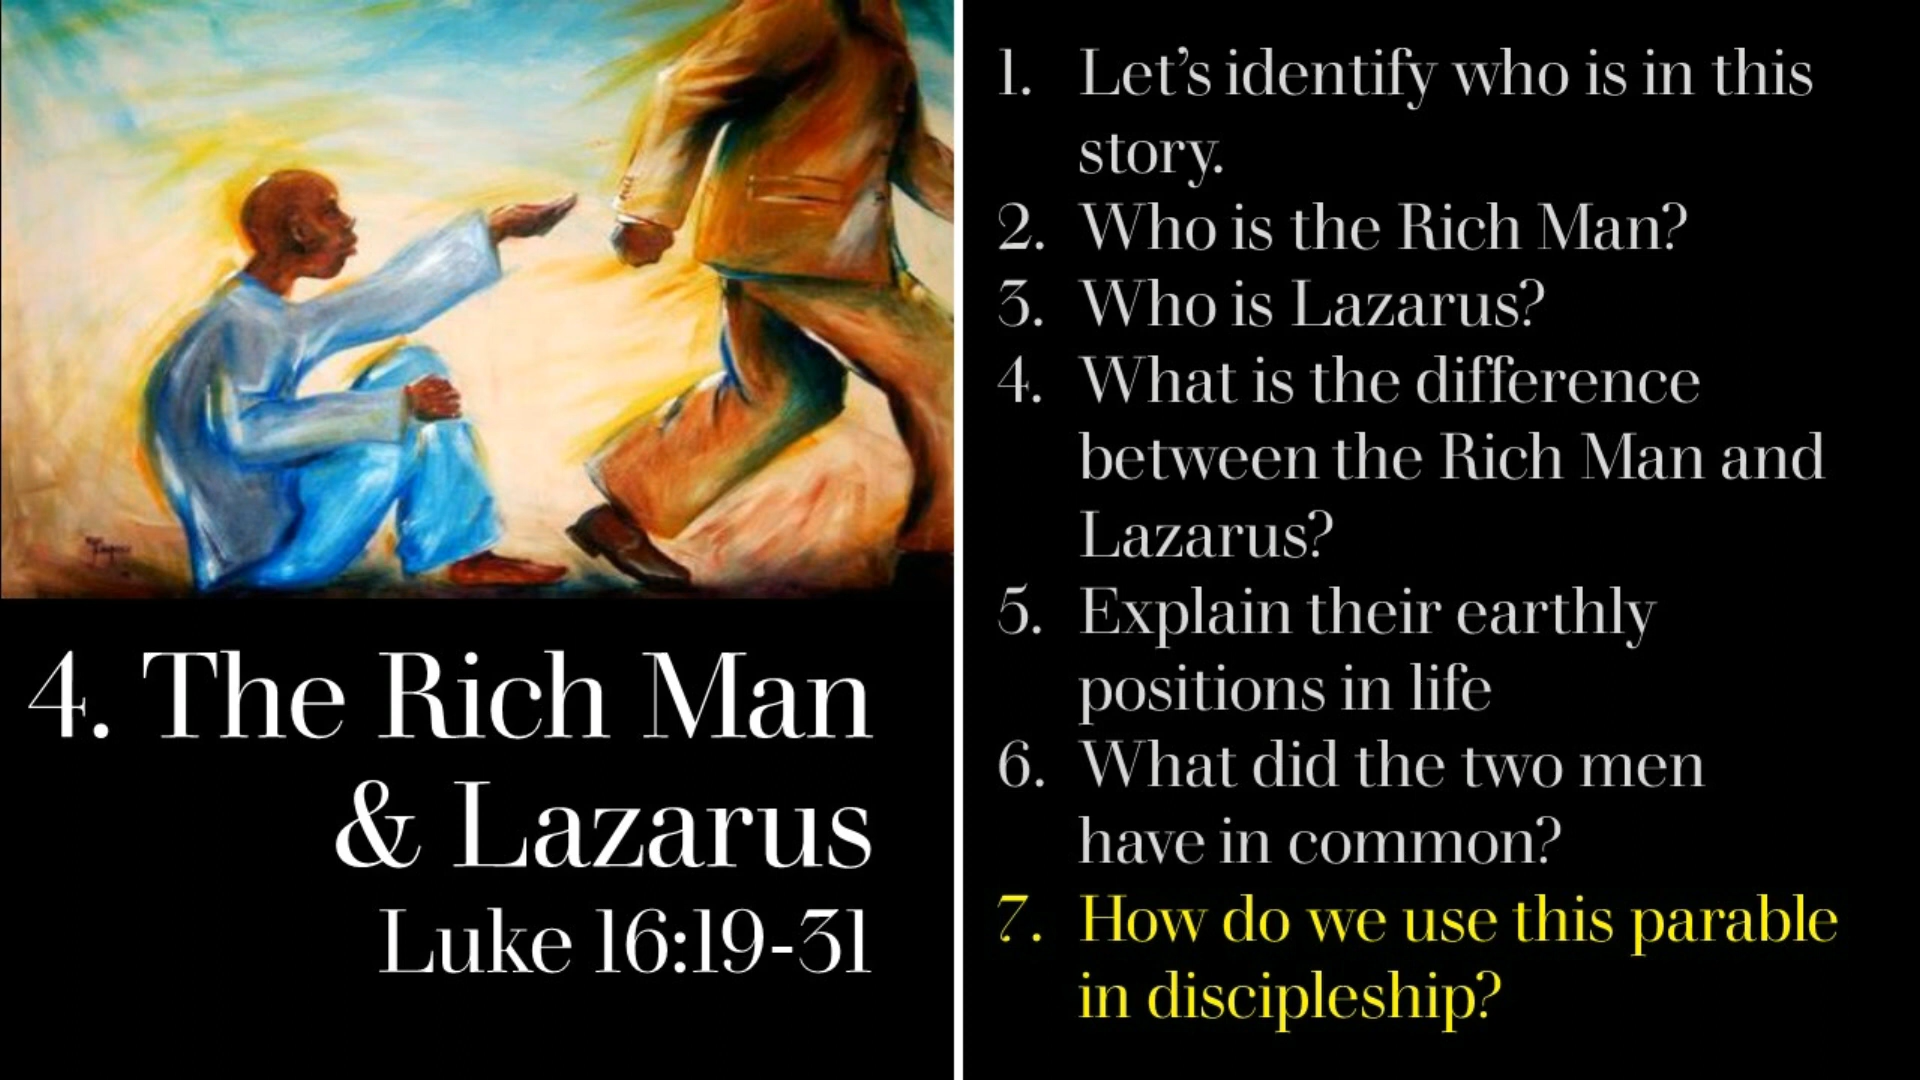 4. The Rich Man
& Lazarus
Luke 16:19-31
1. Let’s identify who is in this
story.
2. Who is the Rich Man?
3. Who is Lazarus?
4. What is the difference
between the Rich Man and
Lazarus?
5. Explain their earthly
positions in life
6. What did the two men
have in common?
7. How do we use this parable
in discipleship?